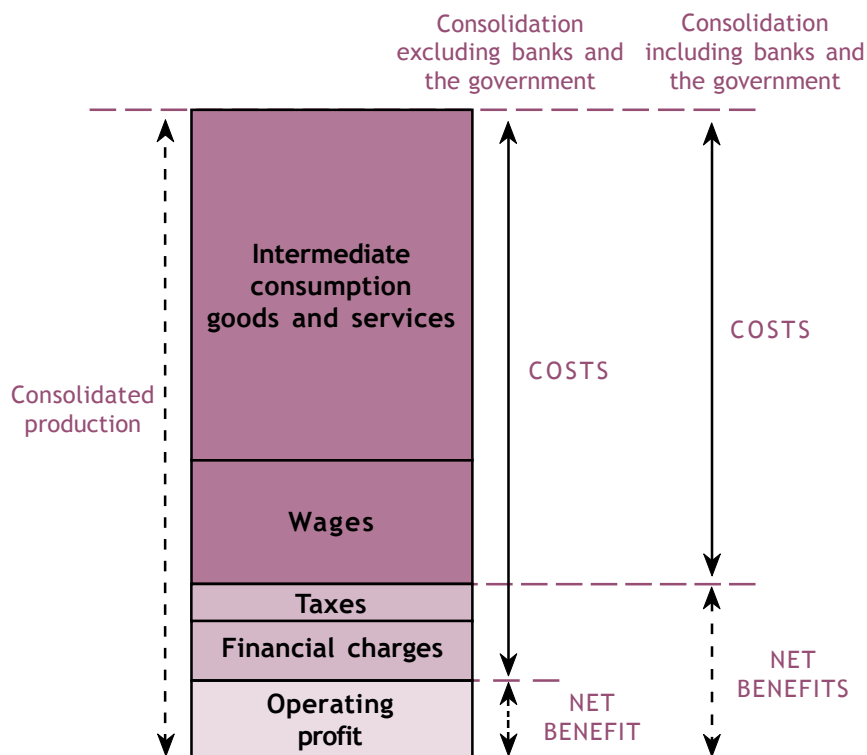 Consolidation
excluding banks and
the government
Consolidation
including banks and
the government
Intermediate
consumption
goods and services
COSTS
COSTS
Consolidated
production
Wages
Taxes
Financial charges
Operating
profit
NET
BENEFIT
NET
BENEFITS